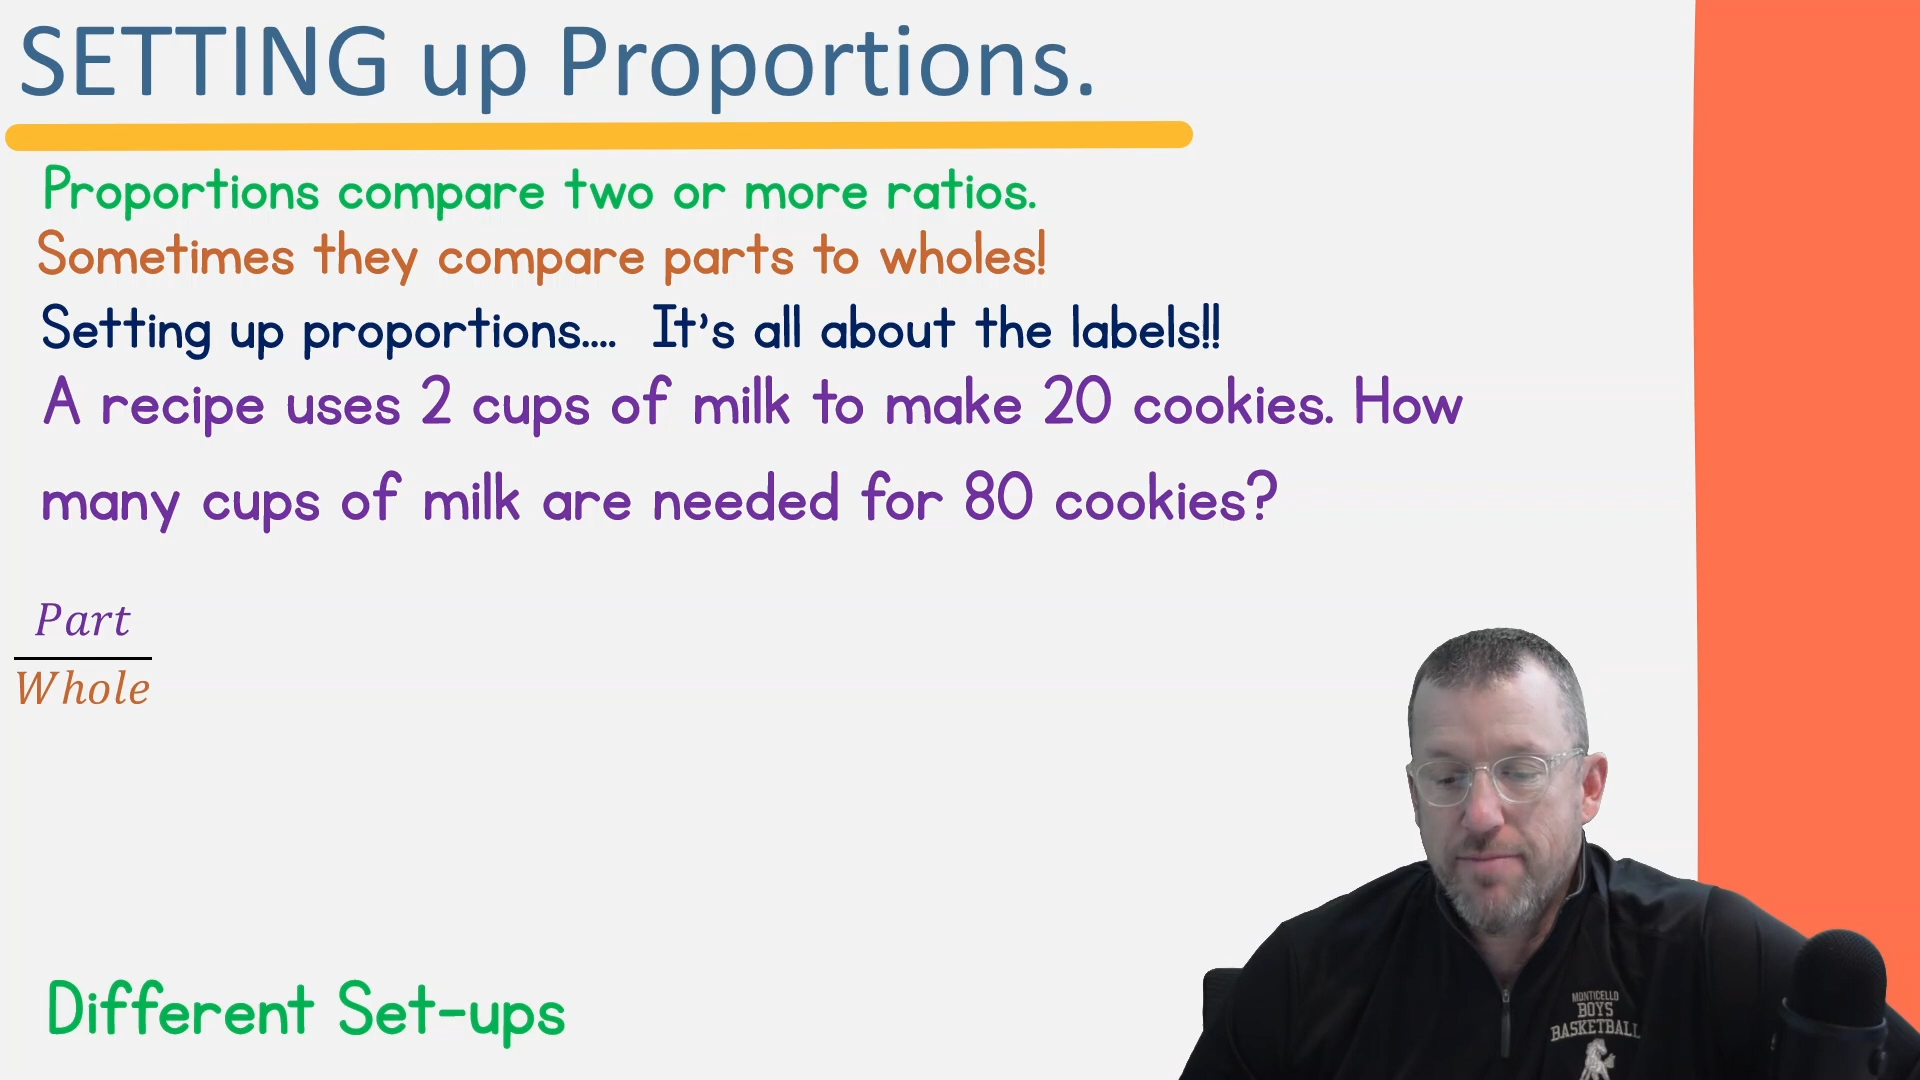 SETTING up Proportions.
Proportions compare two or more ratios.
Sometimes they compare parts to wholes!
Setting up proportions.... It's all about the labels!!
A recipe uses 2 cups of milk to make 20 cookies. How
many cups of milk are needed for 80 cookies?
Part
Whole
Different Set-ups
MONTICELLO
BOYS
BASKETBALL